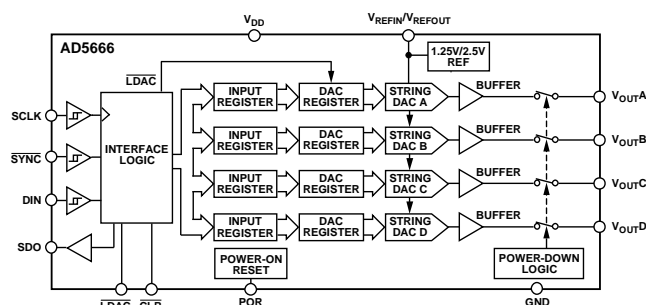 VDD
VREFIN/VREFOUT
AD5666
LDAC
1.25V/2.5V
REF
SCLK
SYNC
DIN
SDO
INTERFACE
LOGIC
INPUT
REGISTER
DAC
REGISTER
STRING
DAC A
BUFFER
VOUTA
INPUT
REGISTER
DAC
REGISTER
STRING
DAC B
BUFFER
VOUTB
INPUT
REGISTER
DAC
REGISTER
STRING
DAC C
BUFFER
VOUTC
INPUT
REGISTER
DAC
REGISTER
STRING
DAC D
BUFFER
VOUTD
POWER-ON
RESET
POWER-DOWN
LOGIC
LDAC
CLR
POR
GND